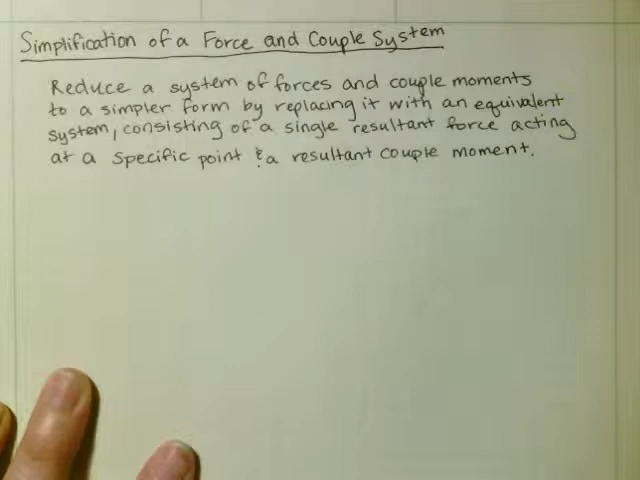 Simplification of a Force and Couple System
Reduce a system of forces and couple moments
to a simpler form by replacing it with an equivalent
system, consisting of a single resultant force acting
at a specific point & a resultant couple moment.